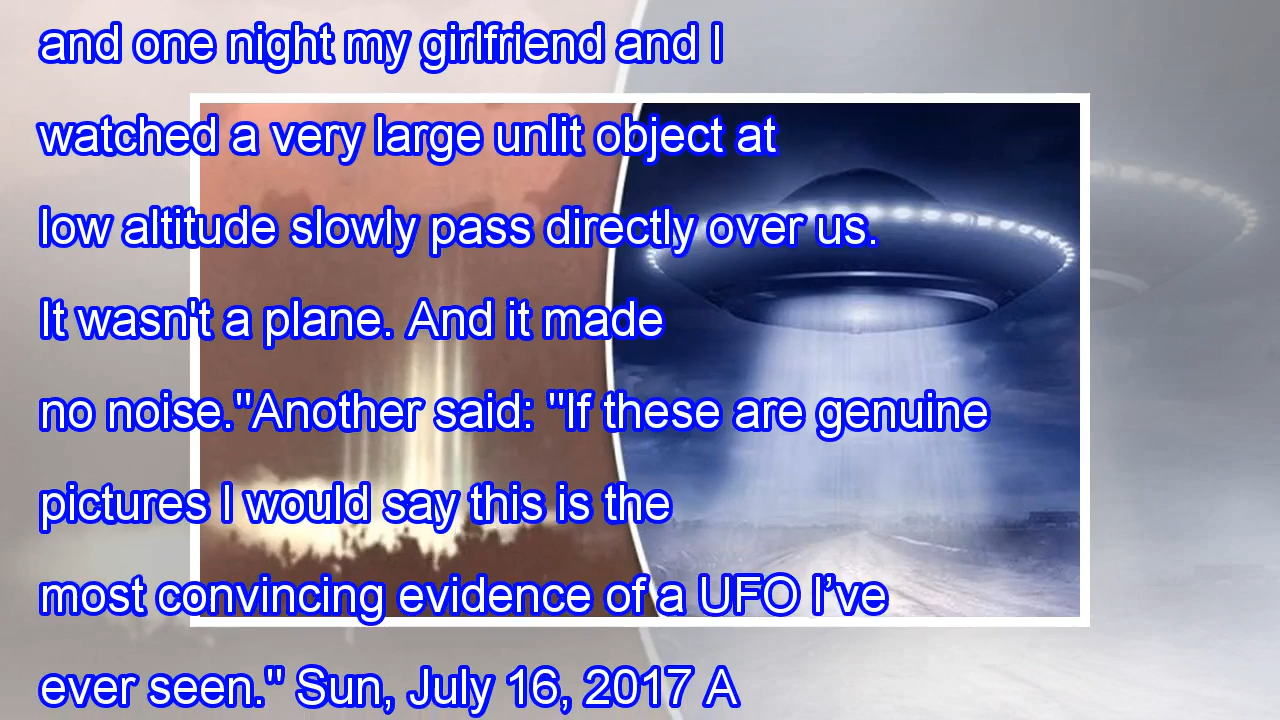 and one night my girlfriend and I
watched a very large unlit object at
low altitude slowly pass directly over us.
It wasn't a plane. And it made
no noise."Another said: "If these are genuine
pictures I would say this is the
most convincing evidence of a UFO I’ve
ever seen." Sun, July 16, 2017 A